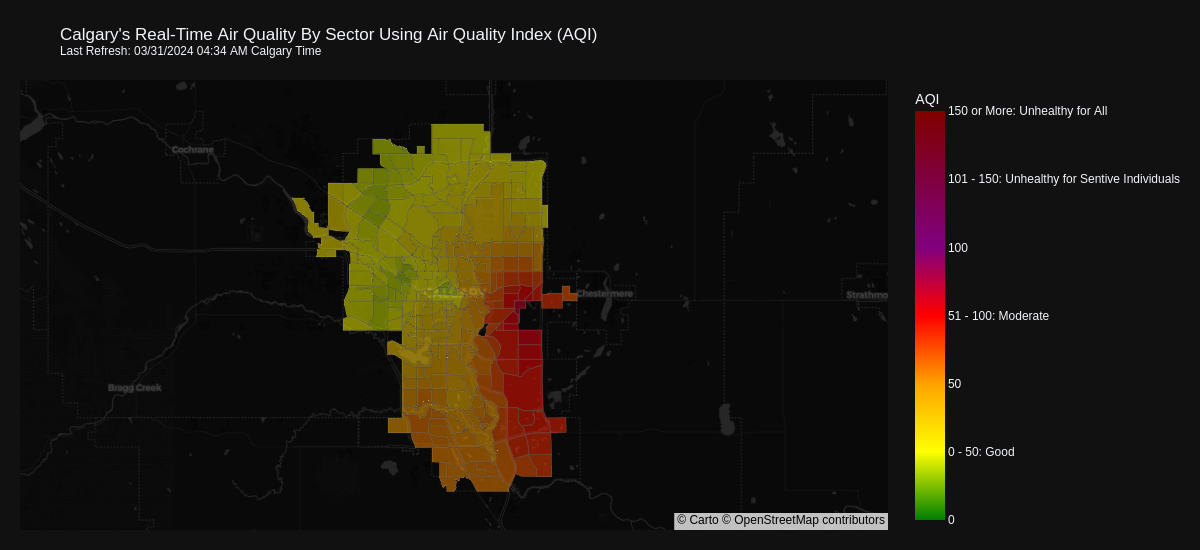 Calgary's Real-Time Air Quality By Sector Using Air Quality Index (AQI)
Last Refresh: 03/31/2024 04:34 AM Calgary Time
AQI
150 or More: Unhealthy for All
Cochrane
101 - 150: Unhealthy for Sentive Individuals
100
CALGARY
Chestermere
Strathmo
51 - 100: Moderate
50
Bragg Creek
0 - 50: Good
© Carto © OpenStreetMap contributors
0